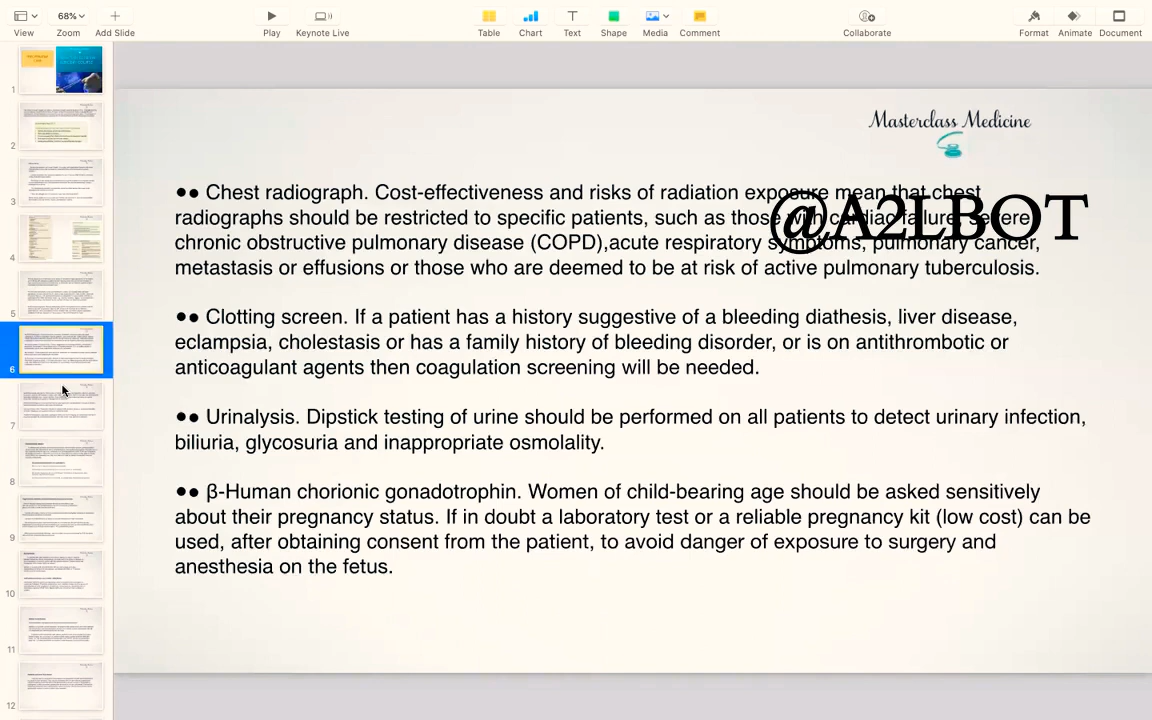 68%
View
Zoom
Add Slide
Play
Keynote Live
Table
Chart
Text
Shape
Media
Comment
Collaborate
Format
Animate
Document
1
2
3
4
5
6
7
8
9
10
11
12
Masterclass Medicine
@A2LBOT
●● Chest radiograph. Cost-effectiveness and risks of radiation exposure mean that chest
radiographs should be restricted to specific patients, such as those with cardiac failure, severe
chronic obstructive pulmonary disease (COPD),acute respiratory symptoms, pulmonary cancer,
metastasis or effusions or those who are deemed to be at risk of active pulmonary tuberculosis.
●● Clotting screen. If a patient has a history suggestive of a bleeding diathesis, liver disease,
eclampsia, cholestasis or has a family history of bleeding disorder, or is on antithrombotic or
anticoagulant agents then coagulation screening will be needed.
●● Urinalysis. Dipstick testing of urine should be performed on all patients to detect urinary infection,
biliuria, glycosuria and inappropriate osmolality.
●● β-Human chorionic gonadotrophin. Women of child-bearing age should be asked sensitively
about their pregnancy status. If in doubt a laboratory test or a reliable pregnancy kit (low cost) can be
used, after obtaining consent from the patient, to avoid danger of exposure to surgery and
anesthesia on the fetus.